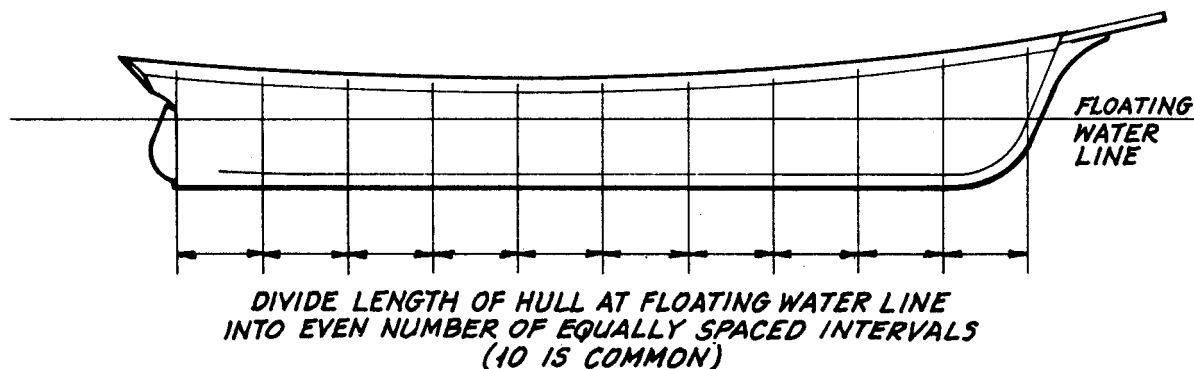 FLOATING
WATER
LINE
DIVIDE LENGTH OF HULL AT FLOATING WATER LINE
INTO EVEN NUMBER OF EQUALLY SPACED INTERVALS
(10 IS COMMON)